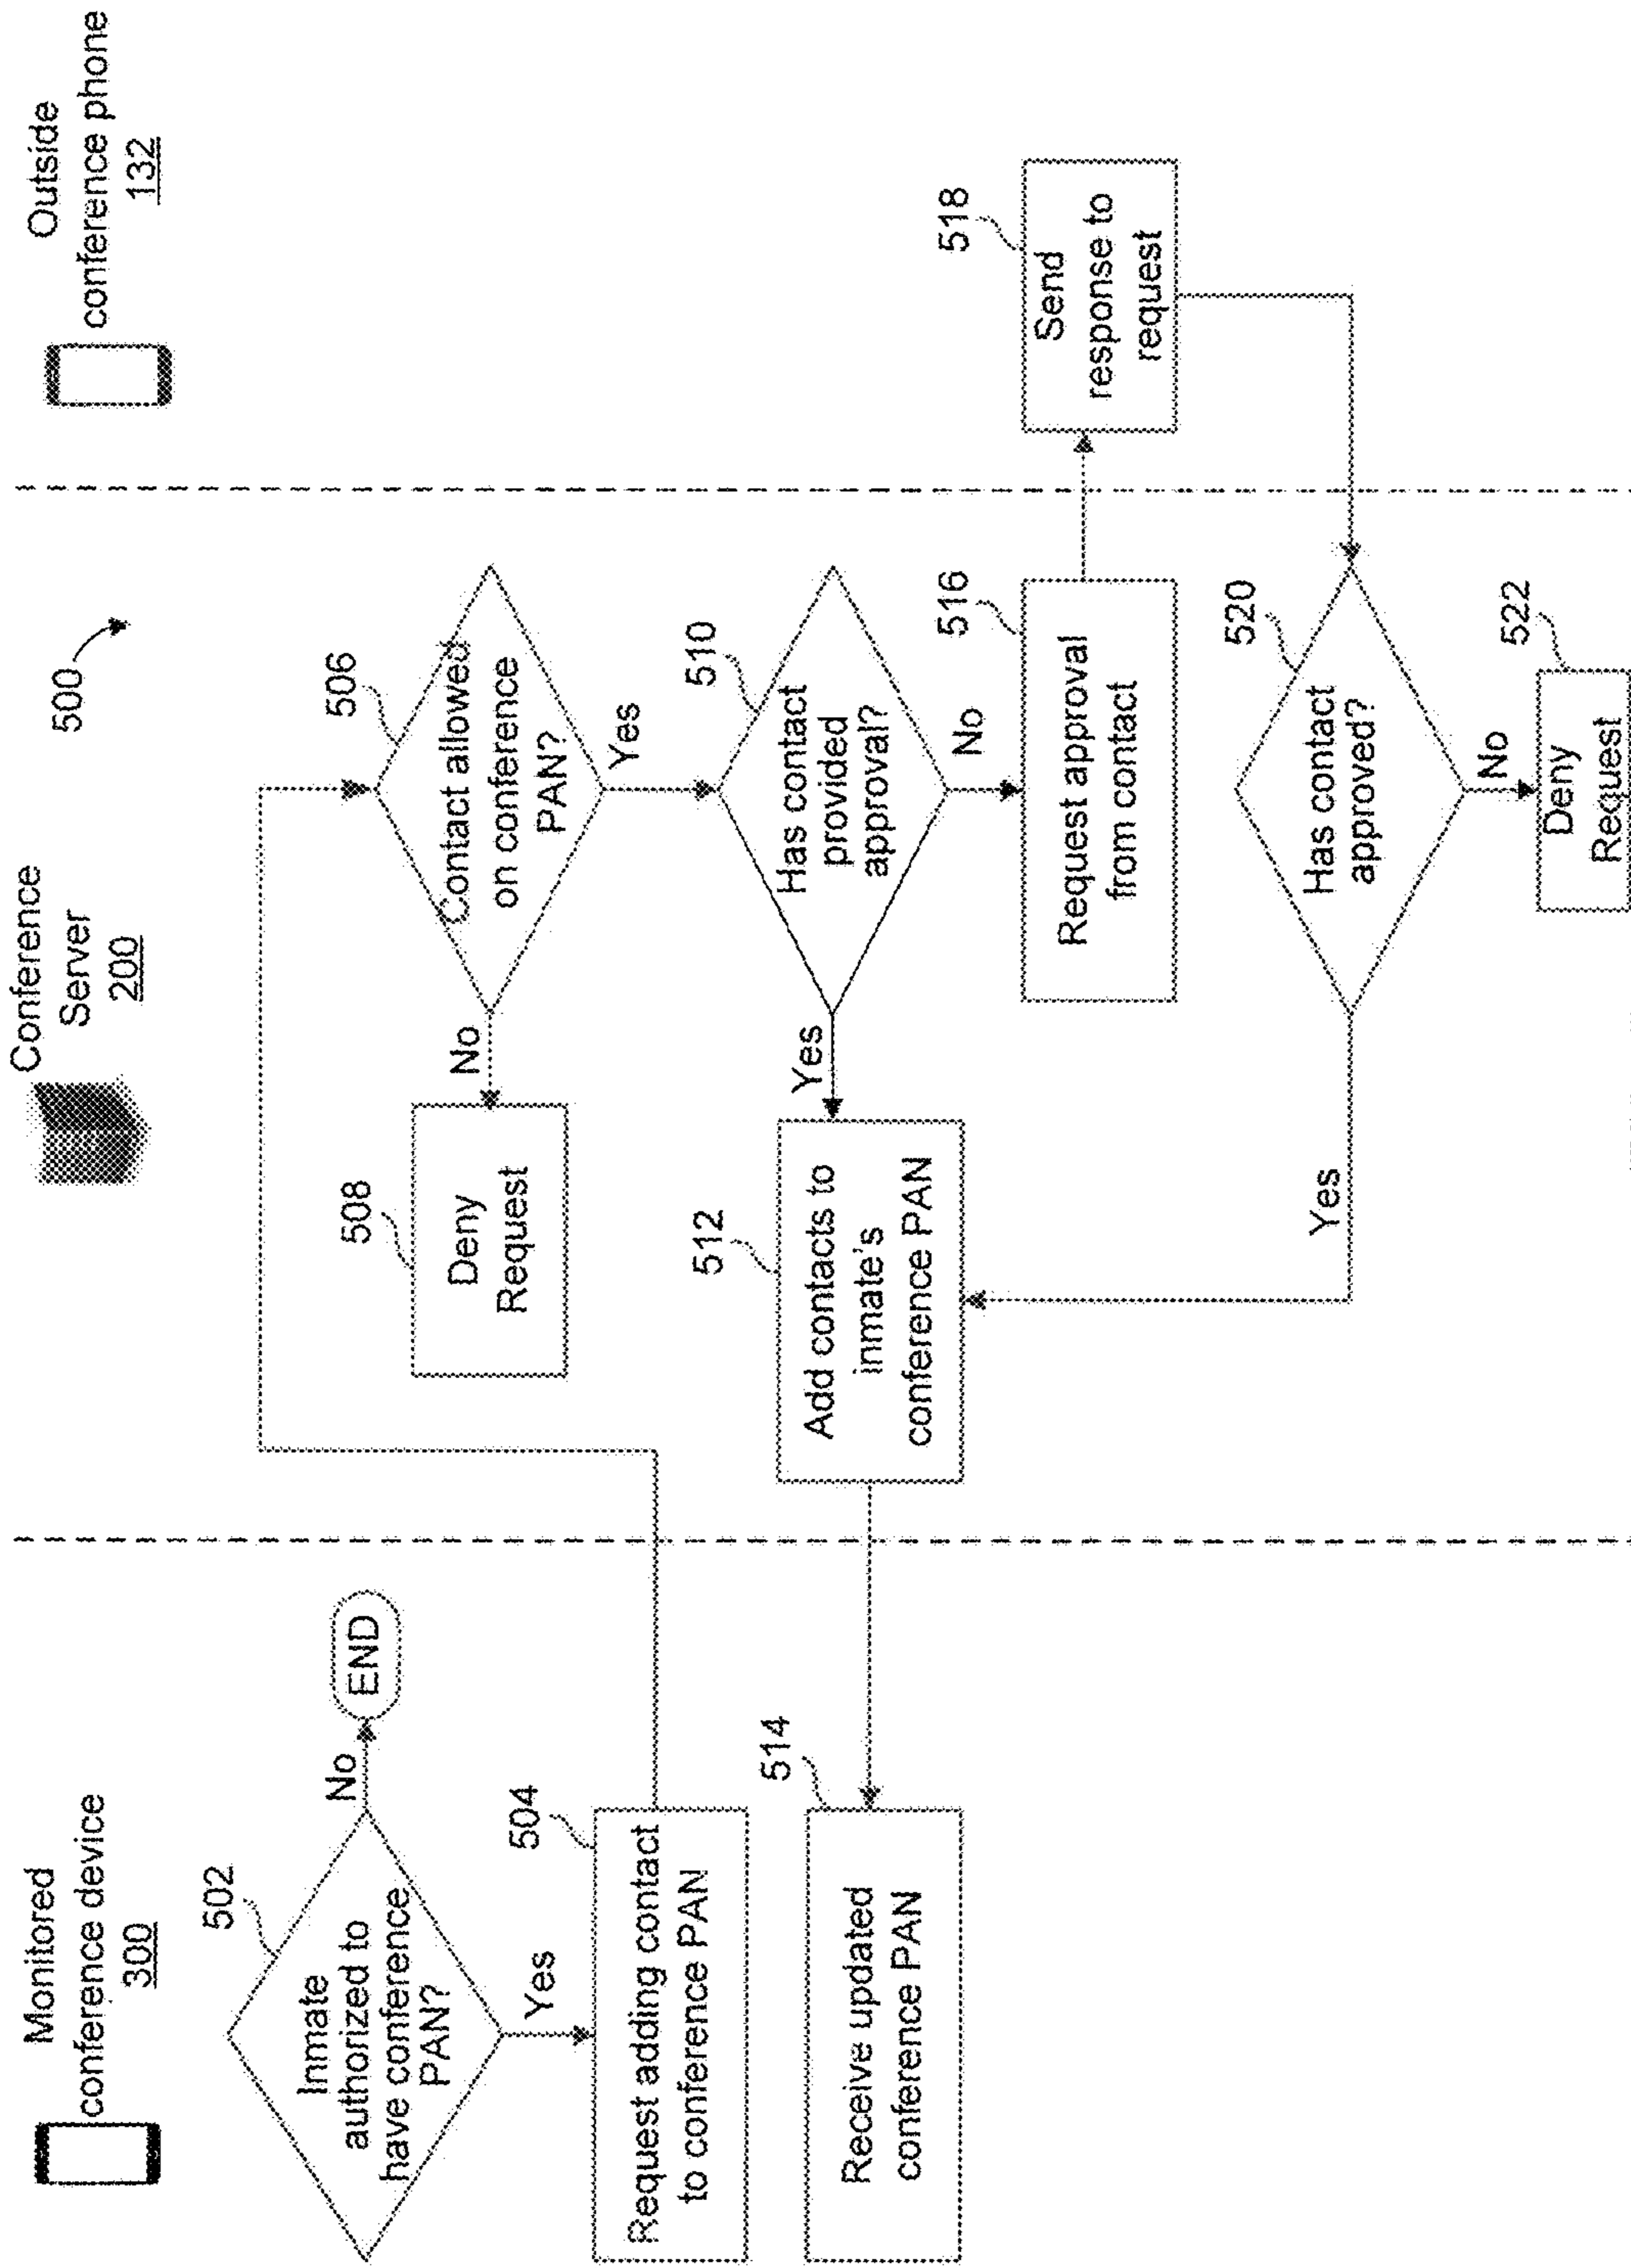 500
Monitored
conference device
300
Conference
Server
200
Outside
conference phone
132
502
Inmate
authorized to
have conference
PAN?
No
END
Yes
504
Request adding contact
to conference PAN
506
Contact allowed
on conference
PAN?
No
508
Deny
Request
Yes
510
Has contact
provided
approval?
Yes
512
Add contacts to
inmate's
conference PAN
514
Receive updated
conference PAN
No
516
Request approval
from contact
518
Send
response to
request
520
Has contact
approved?
Yes
No
522
Deny
Request